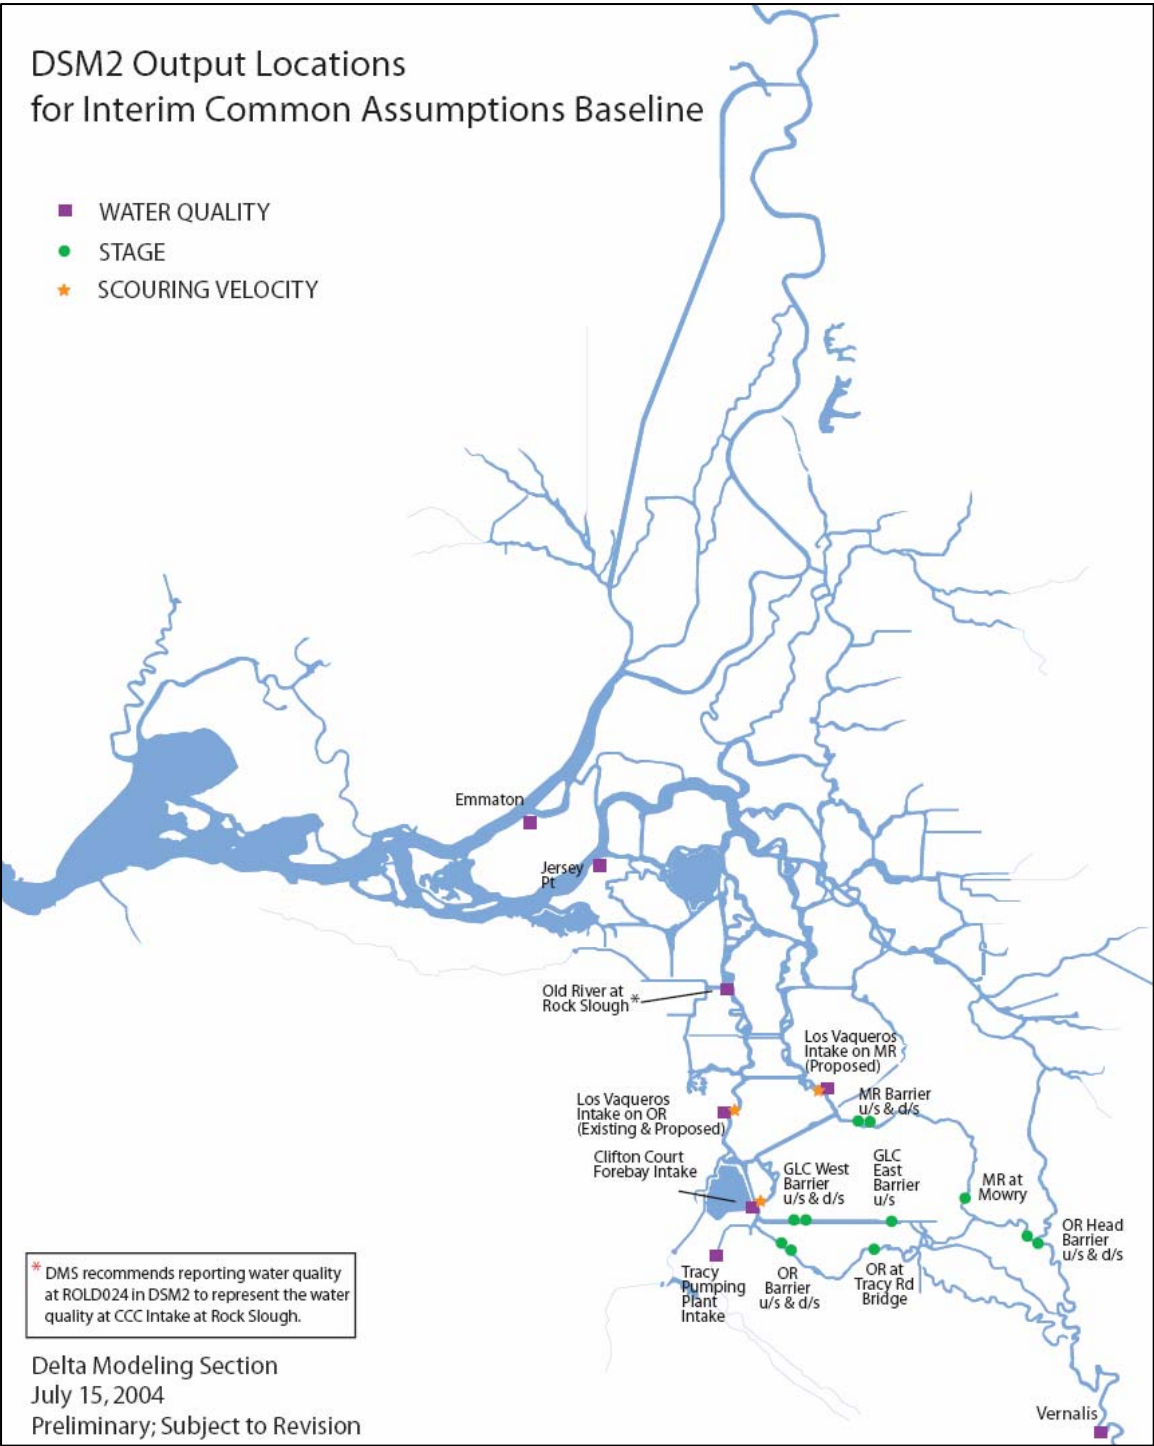 DSM2 Output Locations
for Interim Common Assumptions Baseline
WATER QUALITY
STAGE
SCOURING VELOCITY
Emmaton
Jersey
Pt
Old River at
Rock Slough*
Los Vaqueros
Intake on MR
(Proposed)
MR Barrier
u/s & d/s
Los Vaqueros
Intake on OR
(Existing & Proposed)
Clifton Court
Forebay Intake
GLC West
Barrier
u/s & d/s
GLC
East
Barrier
u/s
MR at
Mowry
OR Head
Barrier
u/s & d/s
Tracy
Pumping
Plant
Intake
OR
Barrier
u/s & d/s
OR at
Tracy Rd
Bridge
* DMS recommends reporting water quality
at ROLD024 in DSM2 to represent the water
quality at CCC Intake at Rock Slough.
Delta Modeling Section
July 15, 2004
Preliminary; Subject to Revision
Vernalis